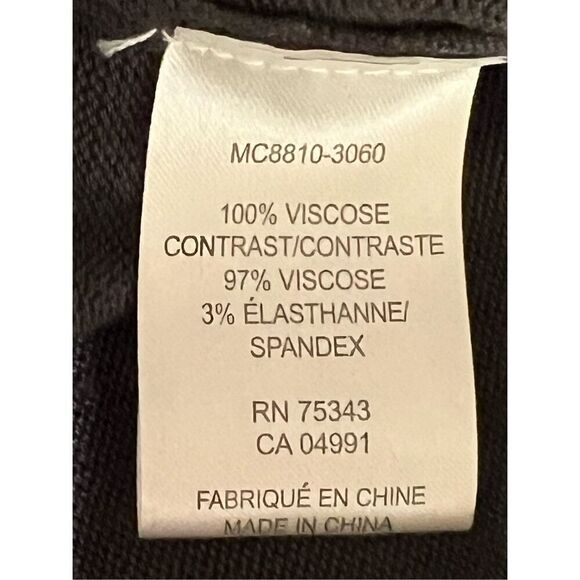 MC8810-3060
100% VISCOSE
CONTRAST/CONTRASTE
97% VISCOSE
3% ÉLASTHANNE/
SPANDEX
RN 75343
CA 04991
FABRIQUÉ EN CHINE
MADE IN CHINA